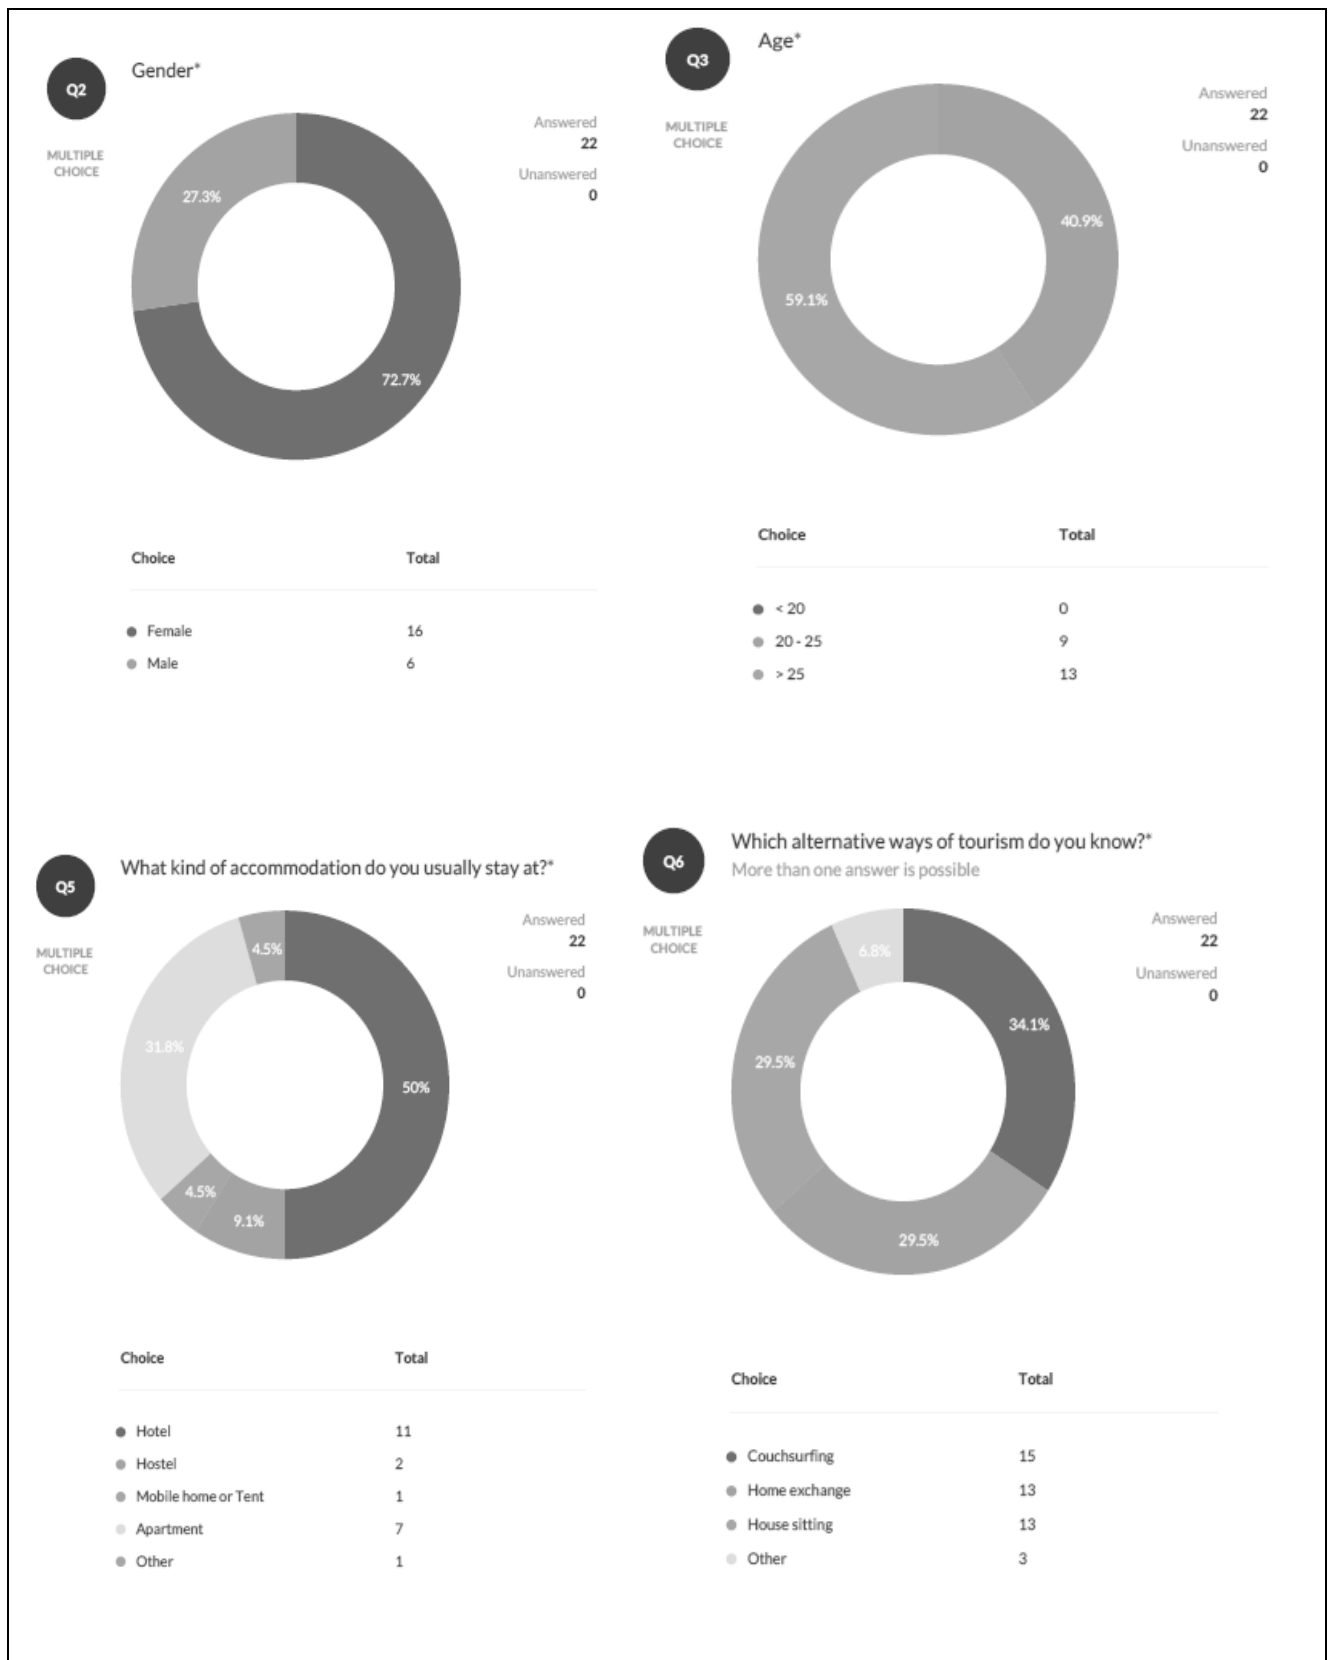 Q2
Gender*
MULTIPLE
CHOICE
27.3%
72.7%
Answered
22
Unanswered
0
Choice Total
Female 16
Male 6
Q3
Age*
MULTIPLE
CHOICE
40.9%
59.1%
Answered
22
Unanswered
0
Choice Total
< 20 0
20 - 25 9
> 25 13
Q5
What kind of accommodation do you usually stay at?*
MULTIPLE
CHOICE
4.5%
31.8%
50%
4.5%
9.1%
Answered
22
Unanswered
0
Choice Total
Hotel 11
Hostel 2
Mobile home or Tent 1
Apartment 7
Other 1
Q6
Which alternative ways of tourism do you know?*
More than one answer is possible
MULTIPLE
CHOICE
6.8%
34.1%
29.5%
29.5%
Answered
22
Unanswered
0
Choice Total
Couchsurfing 15
Home exchange 13
House sitting 13
Other 3